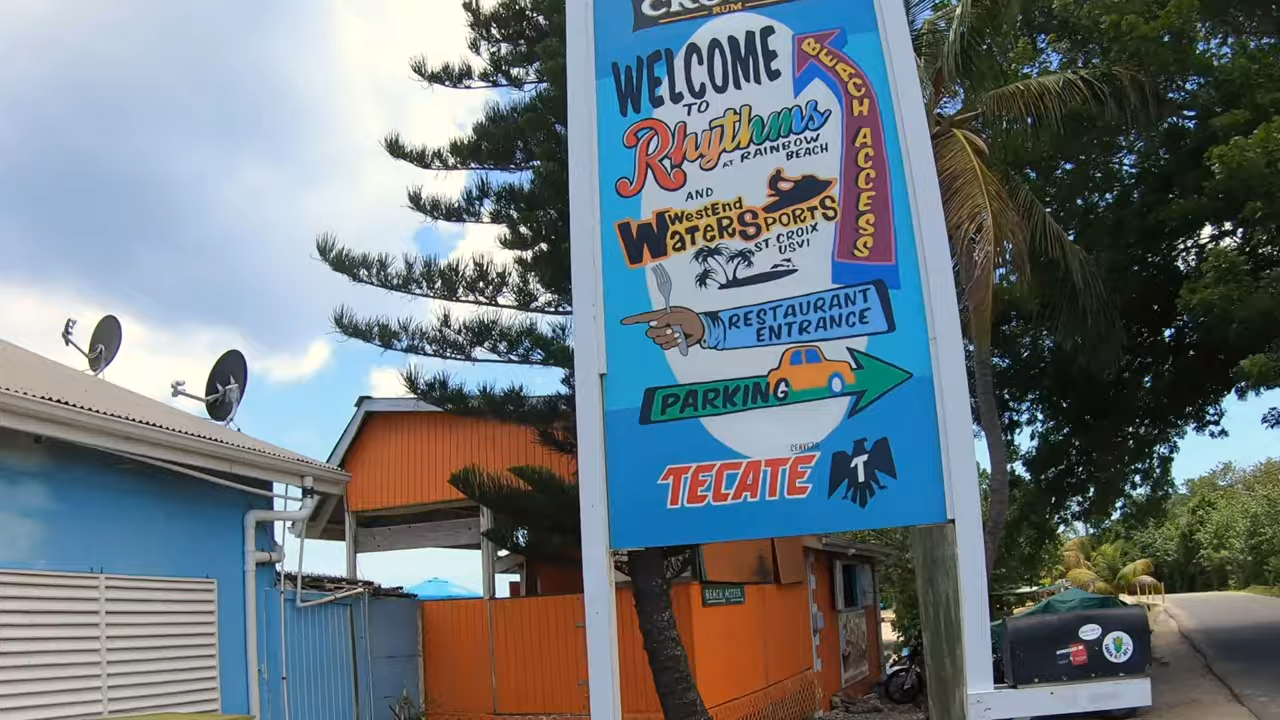 RUM
WELCOME
TO
Rhythms
AT RAINBOW
BEACH
BEACH ACCESS
AND
WestEnd
WATERSPORTS
ST. CROIX
USVI
RESTAURANT
ENTRANCE
PARKING
CERVEZA
TECATE
T
BEACH ACCESS